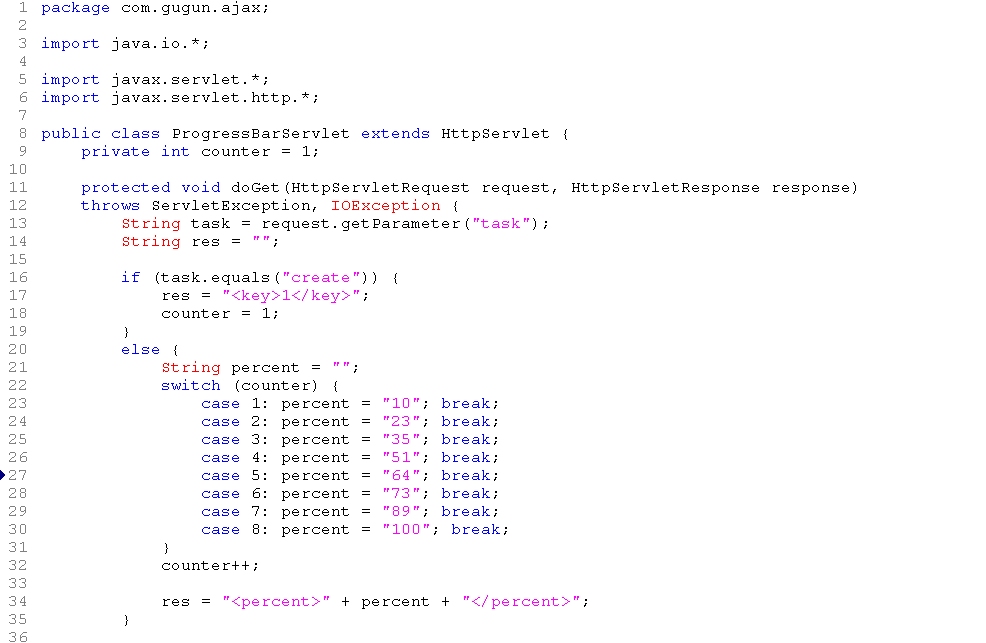 1 package com.gugun.ajax;
2
3 import java.io.*;
4
5 import javax.servlet.*;
6 import javax.servlet.http.*;
7
8 public class ProgressBarServlet extends HttpServlet {
9     private int counter = 1;
10
11     protected void doGet(HttpServletRequest request, HttpServletResponse response)
12     throws ServletException, IOException {
13         String task = request.getParameter("task");
14         String res = "";
15
16         if (task.equals("create")) {
17             res = "<key>1</key>";
18             counter = 1;
19         }
20         else {
21             String percent = "";
22             switch (counter) {
23                 case 1: percent = "10"; break;
24                 case 2: percent = "23"; break;
25                 case 3: percent = "35"; break;
26                 case 4: percent = "51"; break;
27                 case 5: percent = "64"; break;
28                 case 6: percent = "73"; break;
29                 case 7: percent = "89"; break;
30                 case 8: percent = "100"; break;
31             }
32             counter++;
33
34             res = "<percent>" + percent + "</percent>";
35         }
36